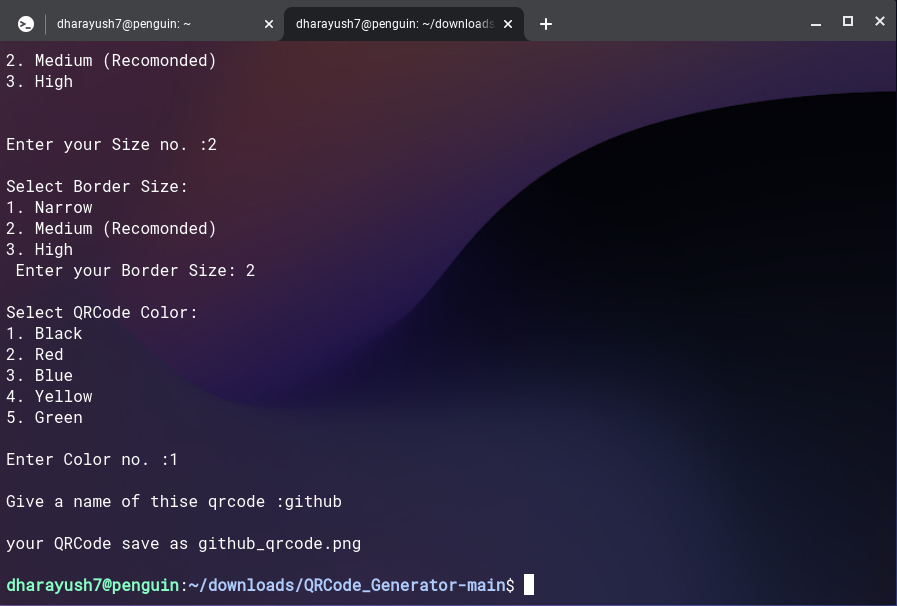 dharayush7@penguin: ~
dharayush7@penguin: ~/downloads
2. Medium (Recomonded)
3. High
Enter your Size no. :2
Select Border Size:
1. Narrow
2. Medium (Recomonded)
3. High
Enter your Border Size: 2
Select QRCode Color:
1. Black
2. Red
3. Blue
4. Yellow
5. Green
Enter Color no. :1
Give a name of thise qrcode :github
your QRCode save as github_qrcode.png
dharayush7@penguin:~/downloads/QRCode_Generator-main$